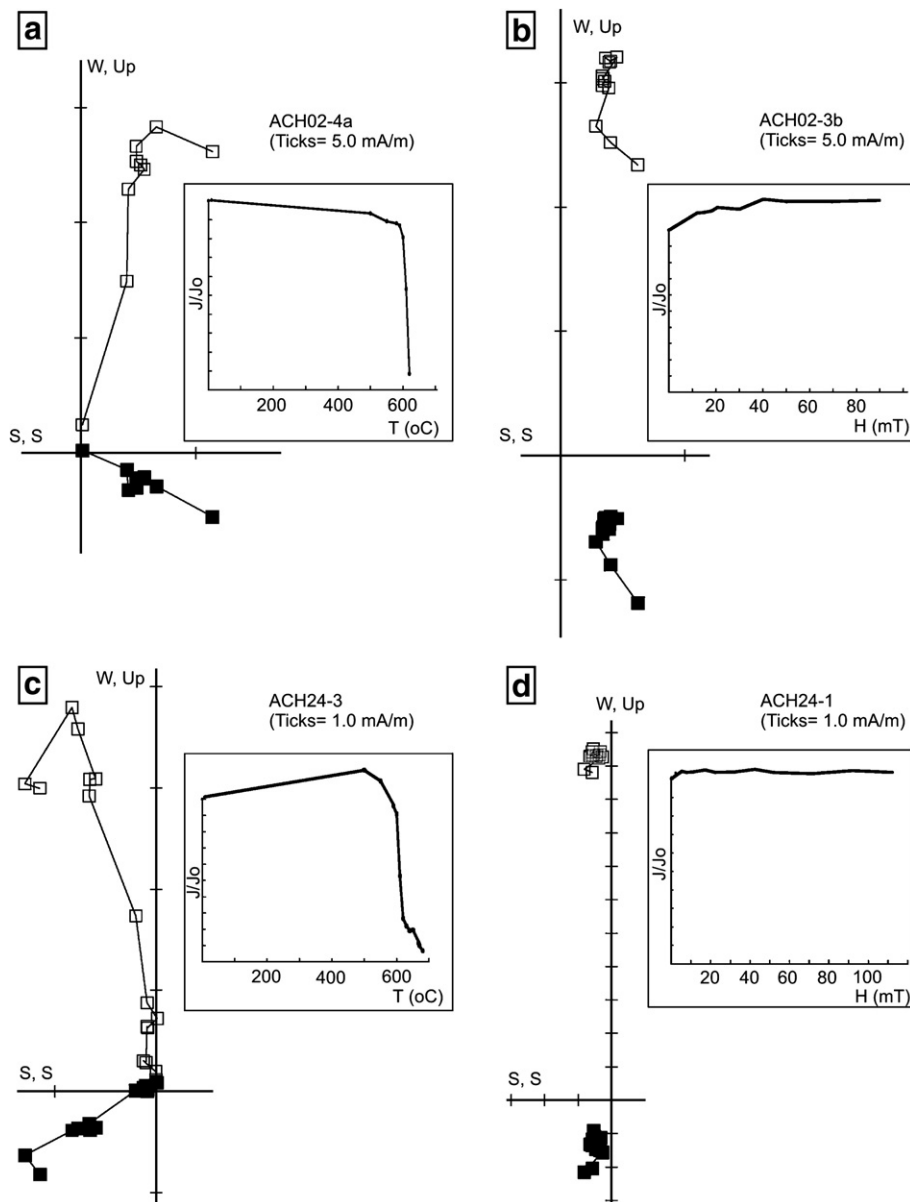 a
W, Up
ACH02-4a
(Ticks= 5.0 mA/m)
J/Jo
200 400 600
T (oC)
S, S
b
W, Up
ACH02-3b
(Ticks= 5.0 mA/m)
J/Jo
20 40 60 80
H (mT)
S, S
c
W, Up
ACH24-3
(Ticks= 1.0 mA/m)
J/Jo
200 400 600
T (oC)
S, S
d
W, Up
ACH24-1
(Ticks= 1.0 mA/m)
J/Jo
20 40 60 80 100
H (mT)
S, S